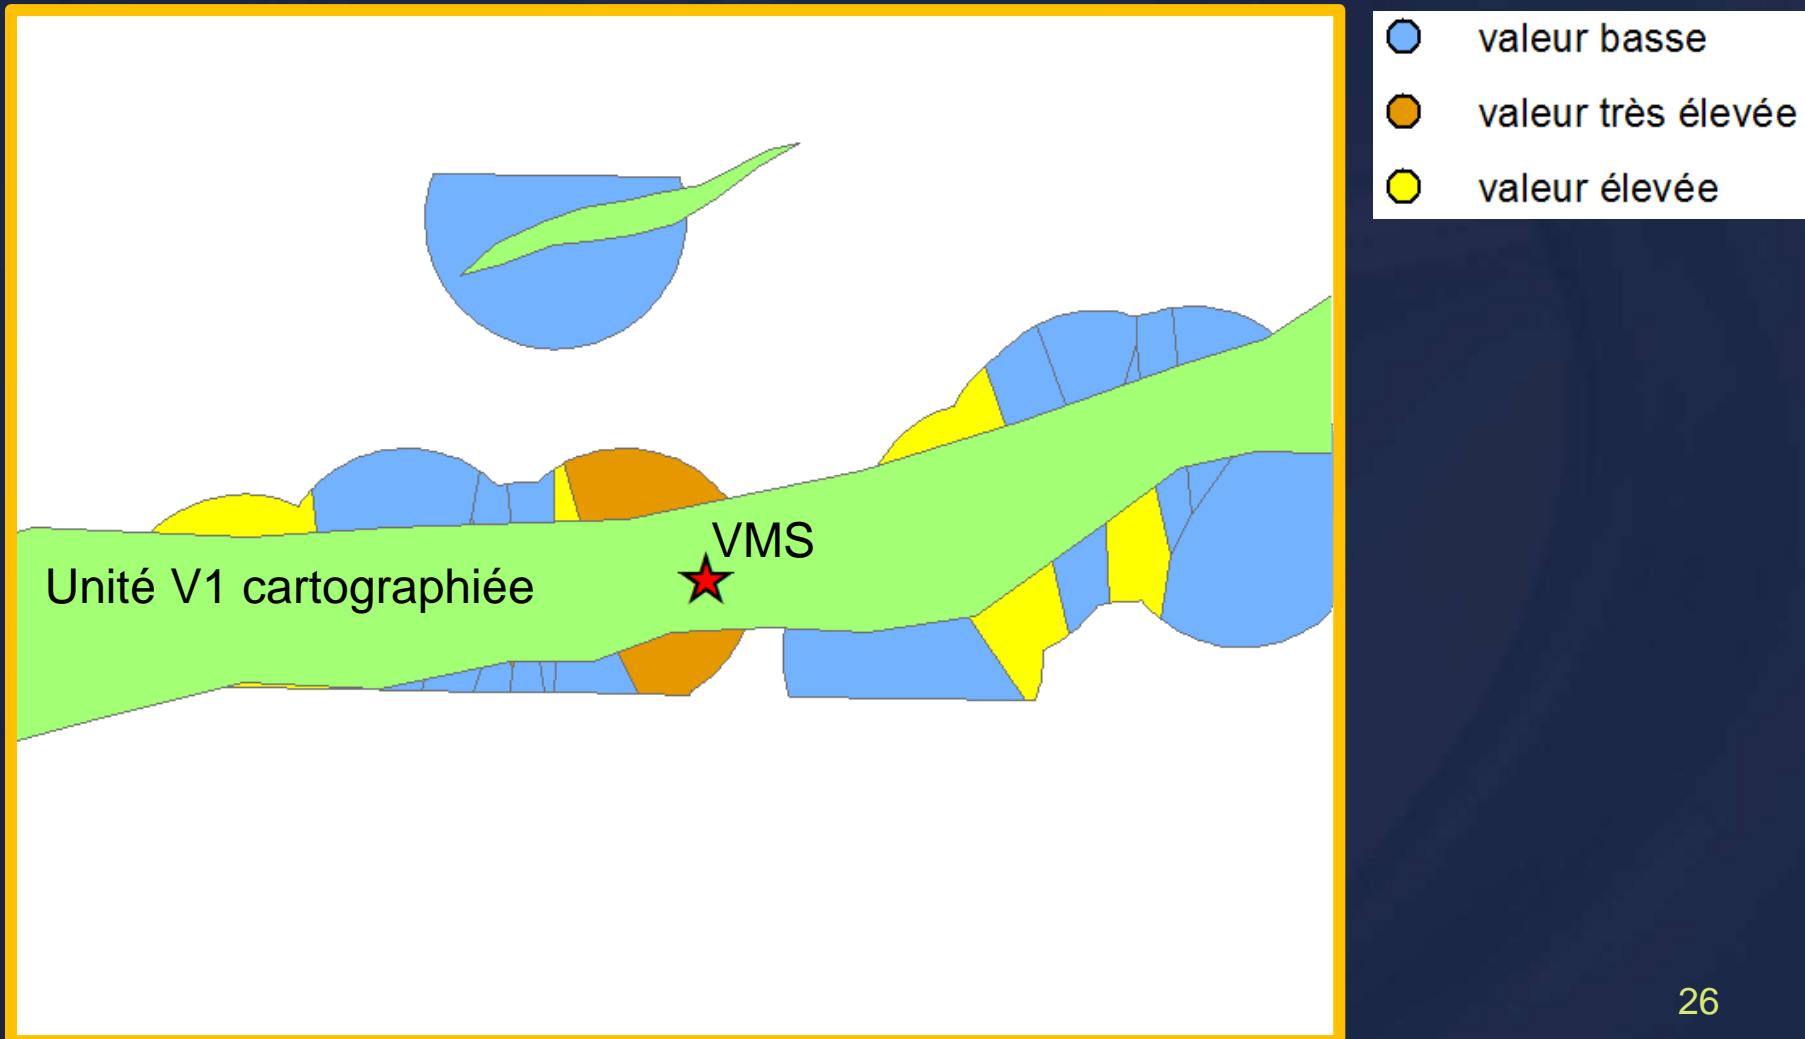 valeur basse
valeur très élevée
valeur élevée
VMS
Unité V1 cartographiée
26